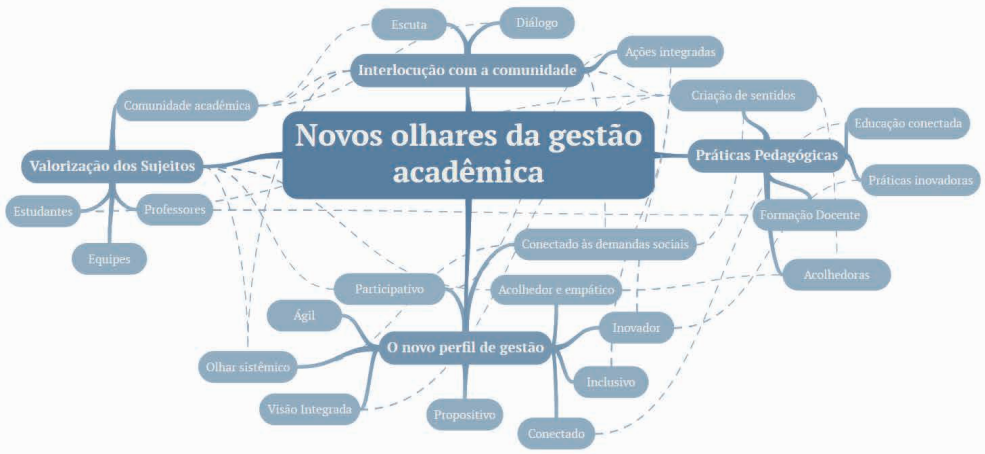 Escuta
Diálogo
Interlocução com a comunidade
Ações integradas
Criação de sentidos
Comunidade acadêmica
Novos olhares da gestão
acadêmica
Educação conectada
Valorização dos Sujeitos
Práticas Pedagógicas
Práticas inovadoras
Estudantes
Professores
Formação Docente
Equipes
Conectado às demandas sociais
Acolhedoras
Participativo
Acolhedor e empático
Ágil
Inovador
O novo perfil de gestão
Olhar sistêmico
Inclusivo
Visão Integrada
Propositivo
Conectado